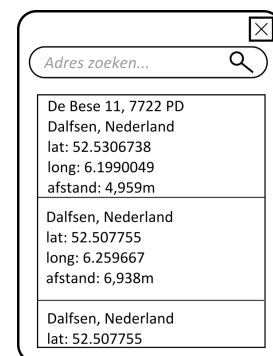 Adres zoeken...
De Bese 11, 7722 PD
Dalfsen, Nederland
lat: 52.5306738
long: 6.1990049
afstand: 4,959m
Dalfsen, Nederland
lat: 52.507755
long: 6.259667
afstand: 6,938m
Dalfsen, Nederland
lat: 52.507755